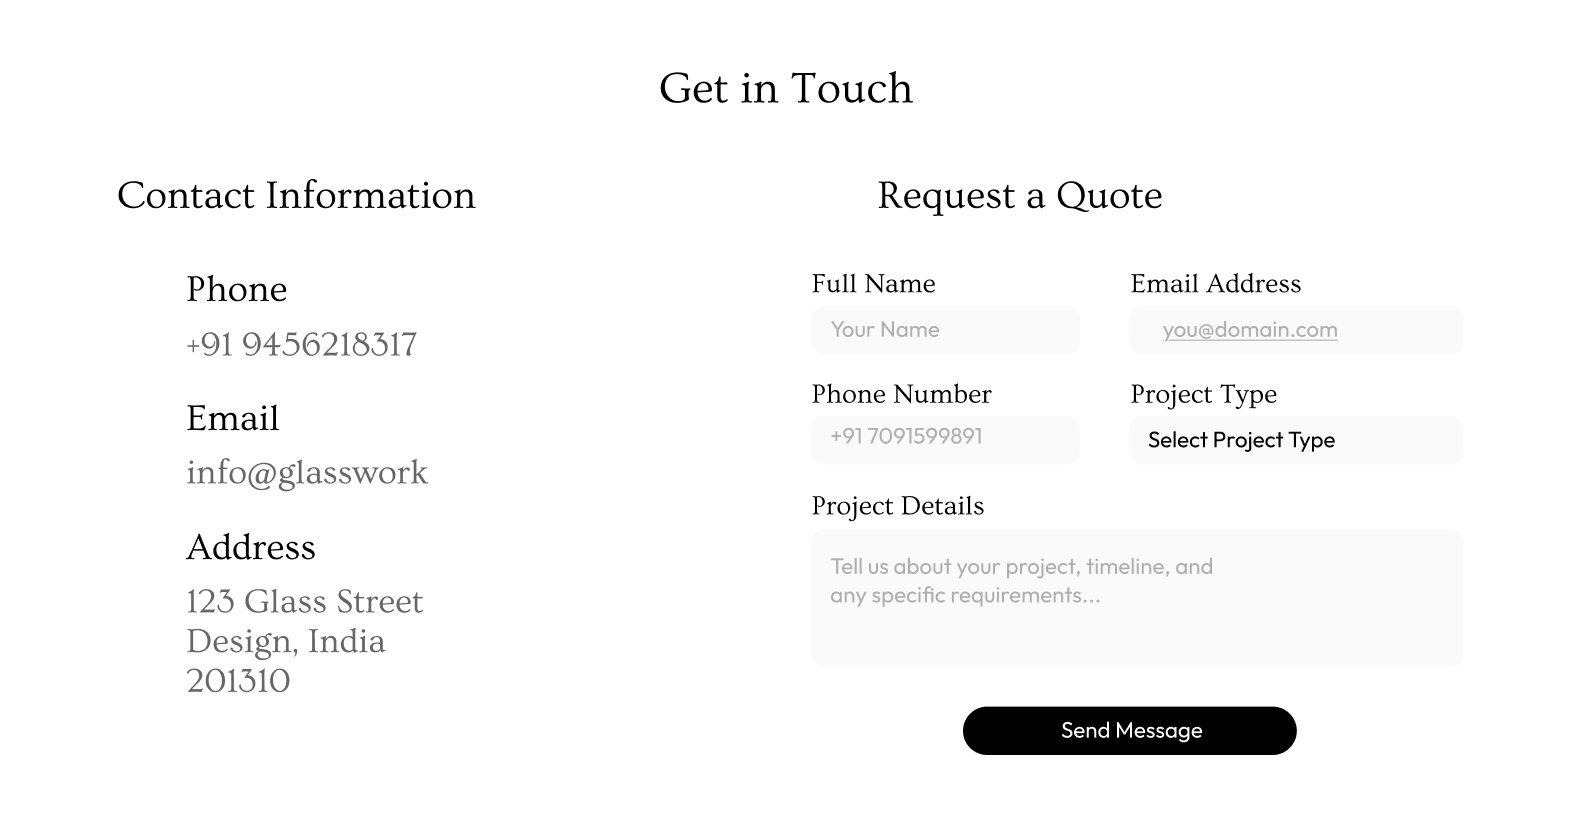 Get in Touch
Contact Information
Phone
+91 9456218317
Email
info@glasswork
Address
123 Glass Street
Design, India
201310
Request a Quote
Full Name
Your Name
Email Address
you@domain.com
Phone Number
+91 7091599891
Project Type
Select Project Type
Project Details
Tell us about your project, timeline, and
any specific requirements...
Send Message